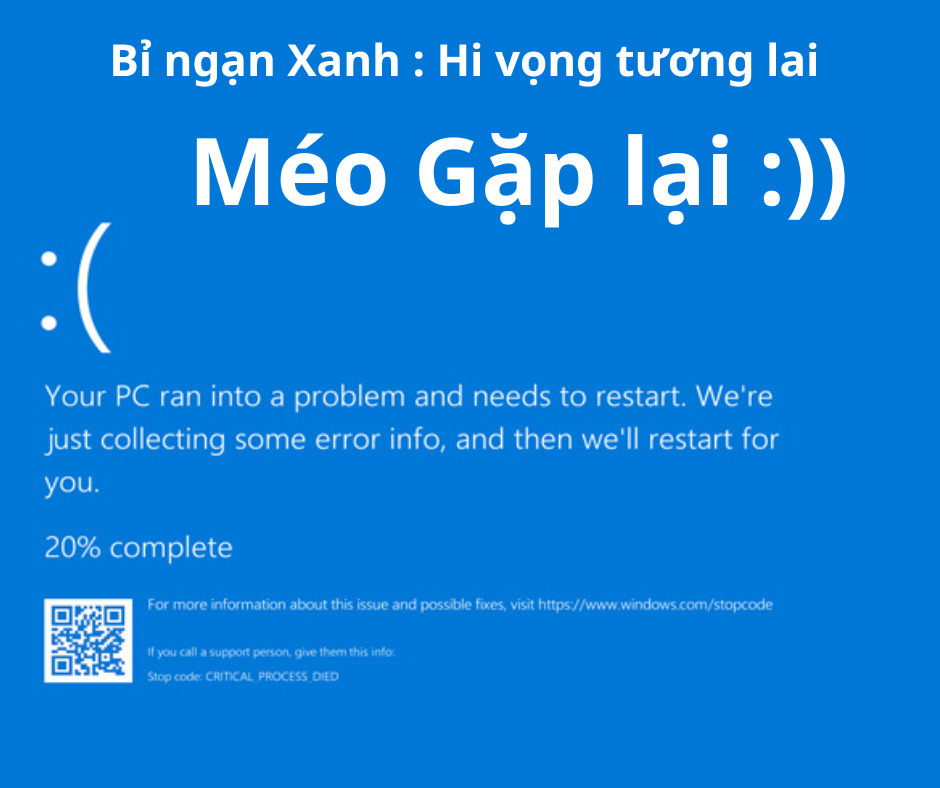 Bỉ ngạn Xanh : Hi vọng tương lai
Méo Gặp lại :))
:(
Your PC ran into a problem and needs to restart. We're
just collecting some error info, and then we'll restart for
you.
20% complete
For more information about this issue and possible fixes, visit https://www.windows.com/stopcode
If you call a support person, give them this info:
Stop code: CRITICAL_PROCESS_DIED